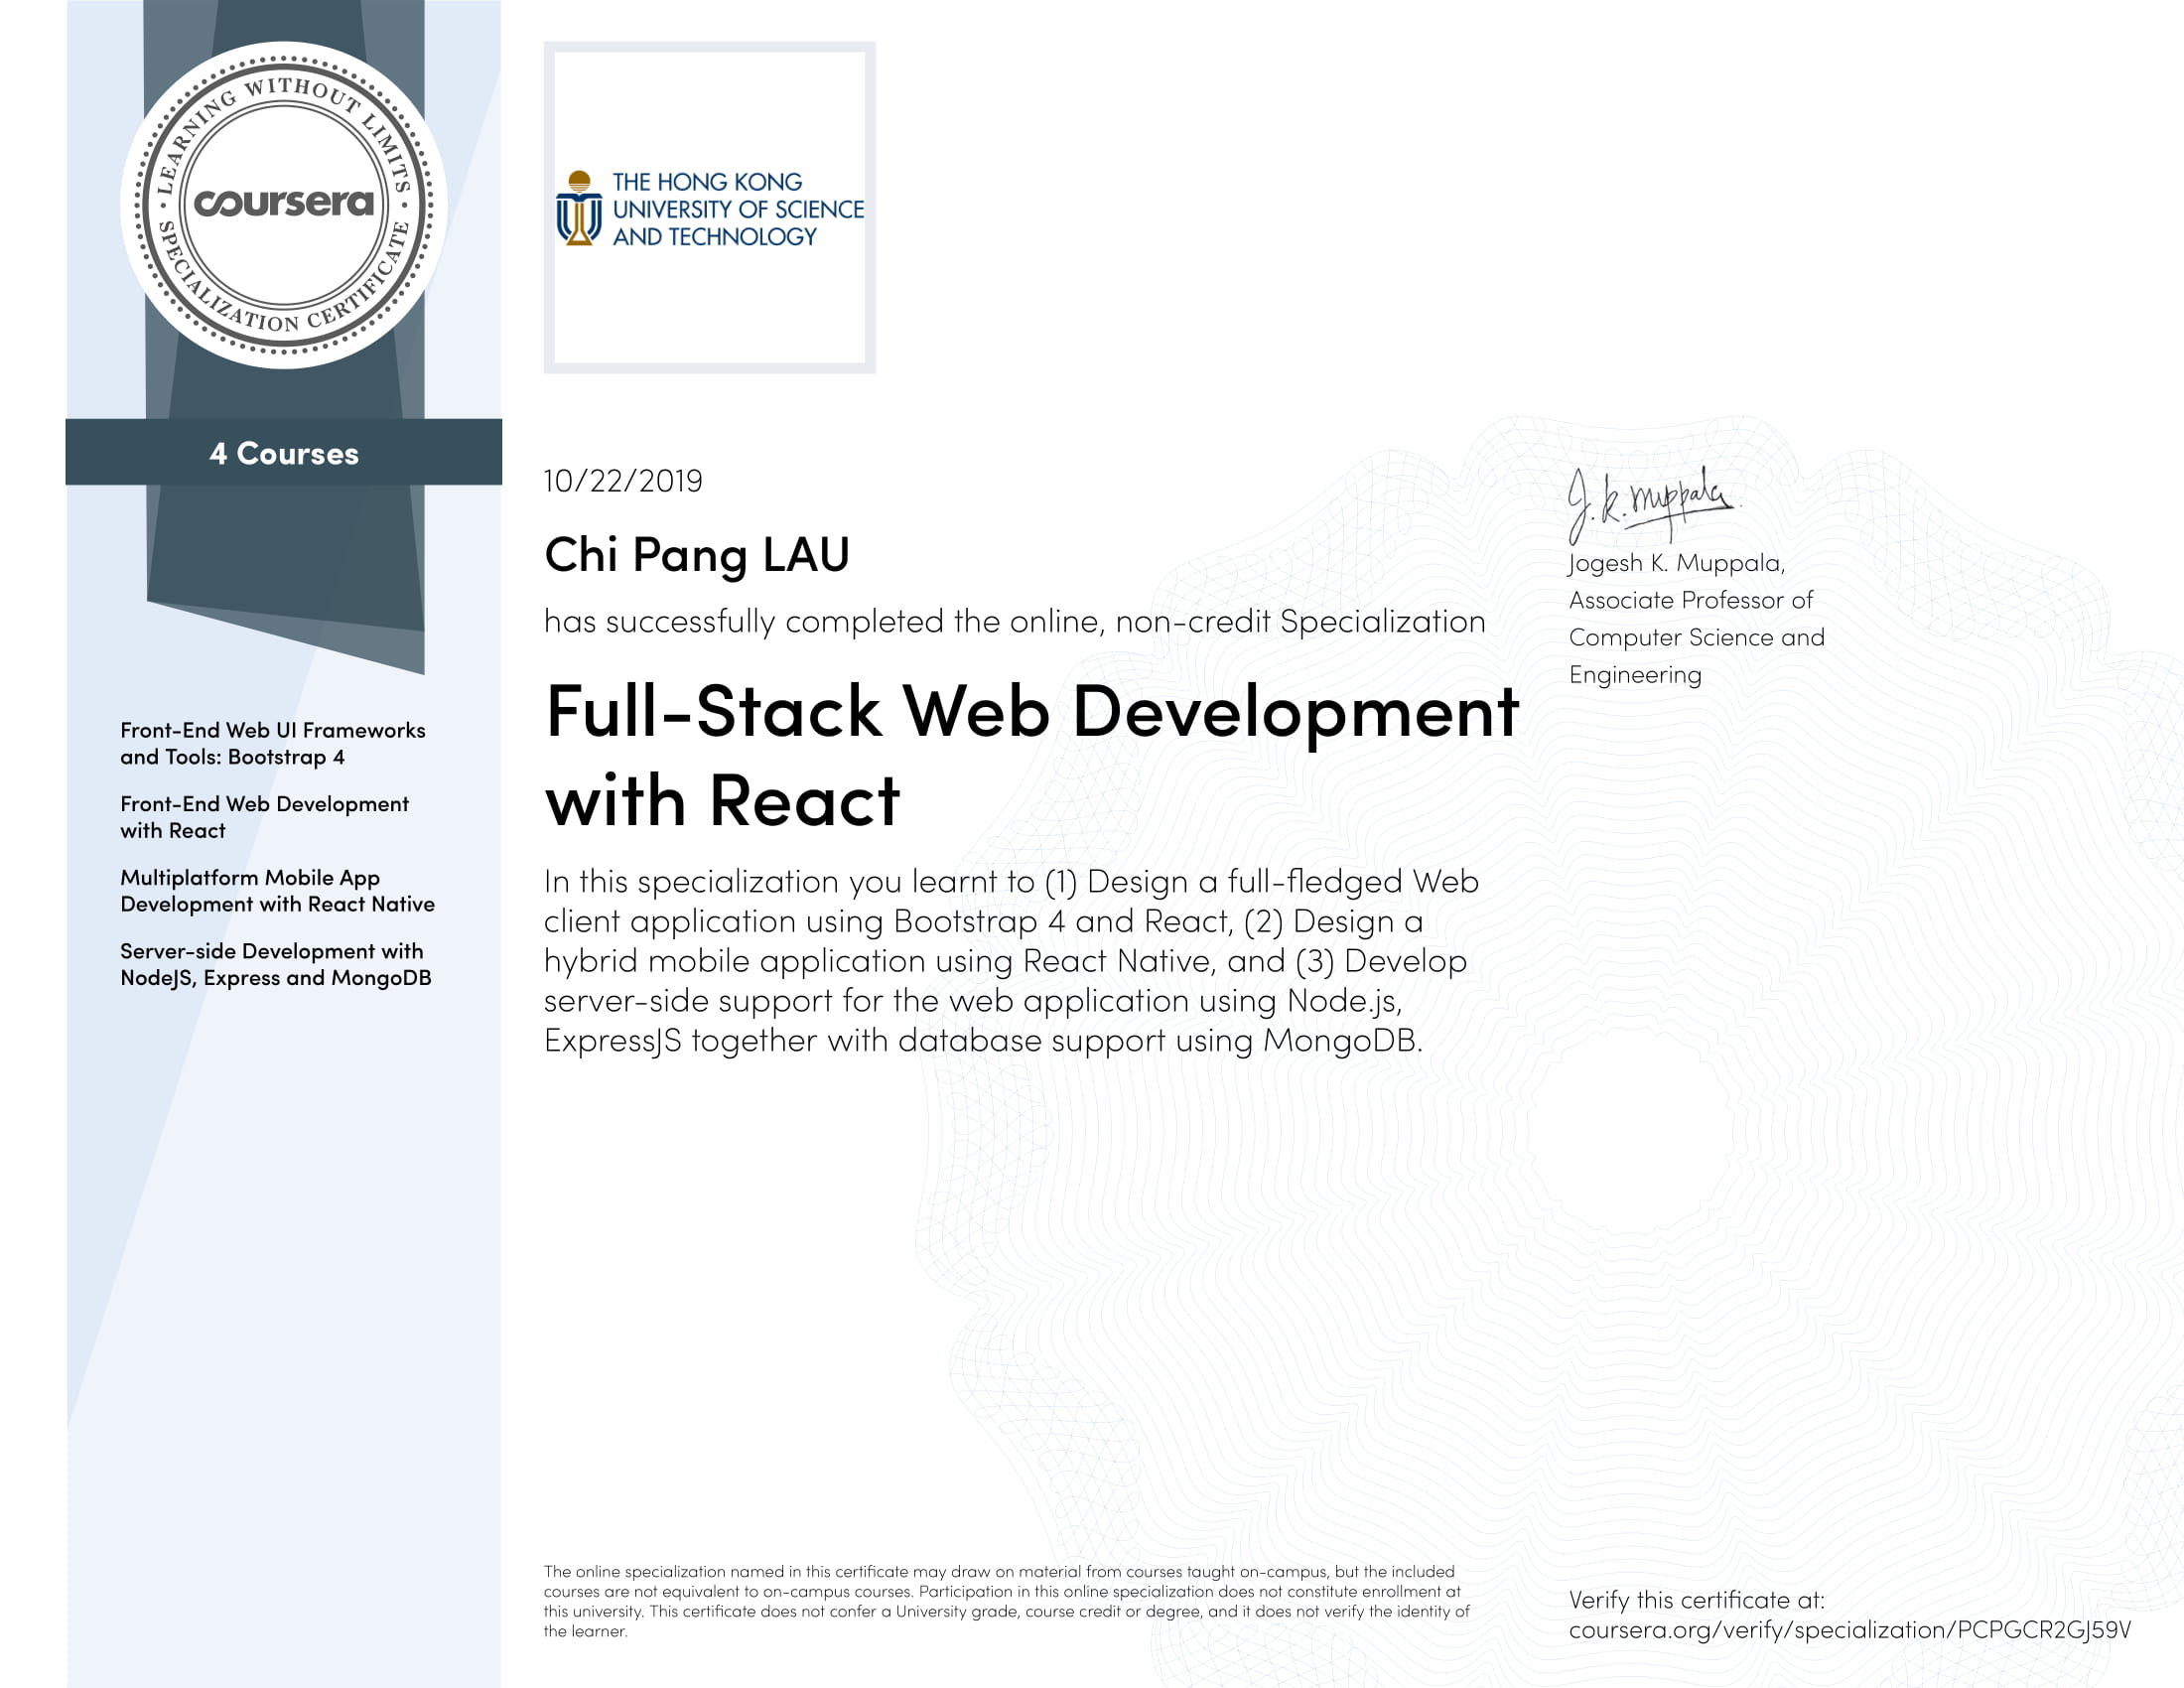 LEARNING WITHOUT LIMITS
coursera
SPECIALIZATION CERTIFICATE
4 Courses
Front-End Web UI Frameworks
and Tools: Bootstrap 4
Front-End Web Development
with React
Multiplatform Mobile App
Development with React Native
Server-side Development with
NodeJS, Express and MongoDB
THE HONG KONG
UNIVERSITY OF SCIENCE
AND TECHNOLOGY
10/22/2019
Chi Pang LAU
has successfully completed the online, non-credit Specialization
Full-Stack Web Development
with React
In this specialization you learnt to (1) Design a full-fledged Web
client application using Bootstrap 4 and React, (2) Design a
hybrid mobile application using React Native, and (3) Develop
server-side support for the web application using Node.js,
ExpressJS together with database support using MongoDB.
J.K. Muppala
Jogesh K. Muppala,
Associate Professor of
Computer Science and
Engineering
The online specialization named in this certificate may draw on material from courses taught on-campus, but the included
courses are not equivalent to on-campus courses. Participation in this online specialization does not constitute enrollment at
this university. This certificate does not confer a University grade, course credit or degree, and it does not verify the identity of
the learner.
Verify this certificate at:
coursera.org/verify/specialization/PCPGCR2GJ59V